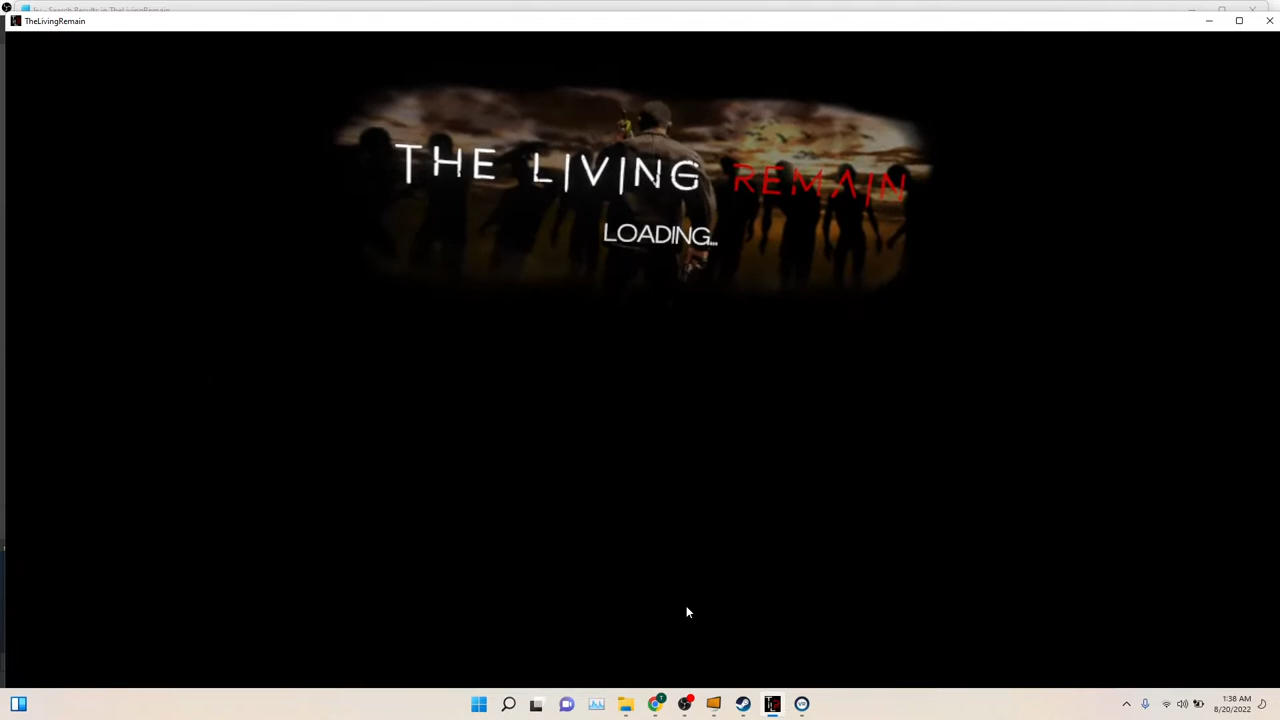 TheLivingRemain
THE LIVING REMAIN
LOADING...
1:38 AM
8/20/2022